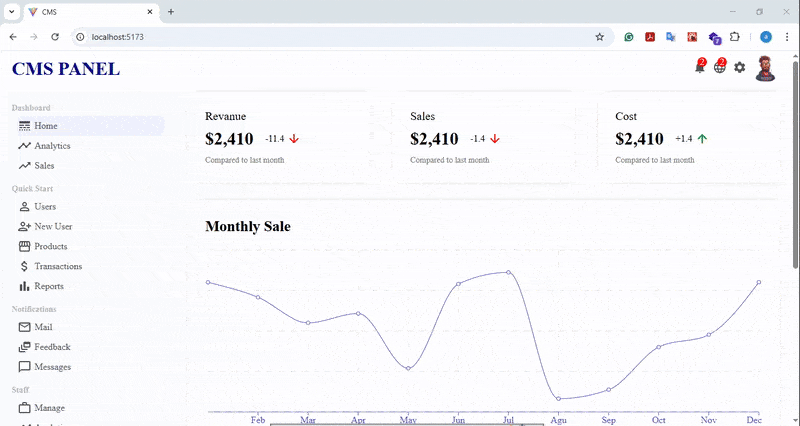 CMS
localhost:5173
7
a
CMS PANEL
2
2
Dashboard
Home
Analytics
Sales
Quick Start
Users
New User
Products
Transactions
Reports
Notifications
Mail
Feedback
Messages
Staff
Manage
Revanue
$2,410 -11.4
Compared to last month
Sales
$2,410 -1.4
Compared to last month
Cost
$2,410 +1.4
Compared to last month
Monthly Sale
Feb Mar Apr May Jun Jul Agu Sep Oct Nov Dec